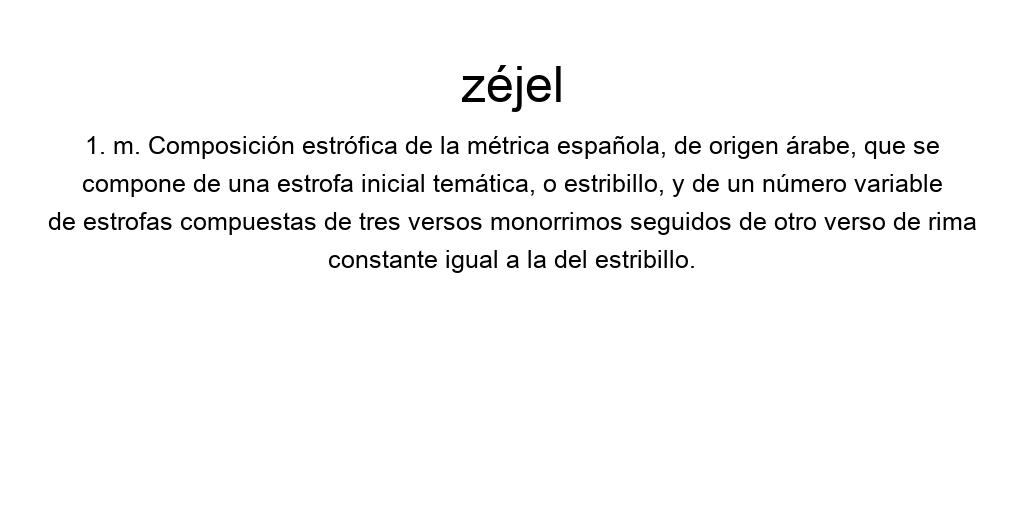 zéjel
1. m. Composición estrófica de la métrica española, de origen árabe, que se
compone de una estrofa inicial temática, o estribillo, y de un número variable
de estrofas compuestas de tres versos monorrimos seguidos de otro verso de rima
constante igual a la del estribillo.